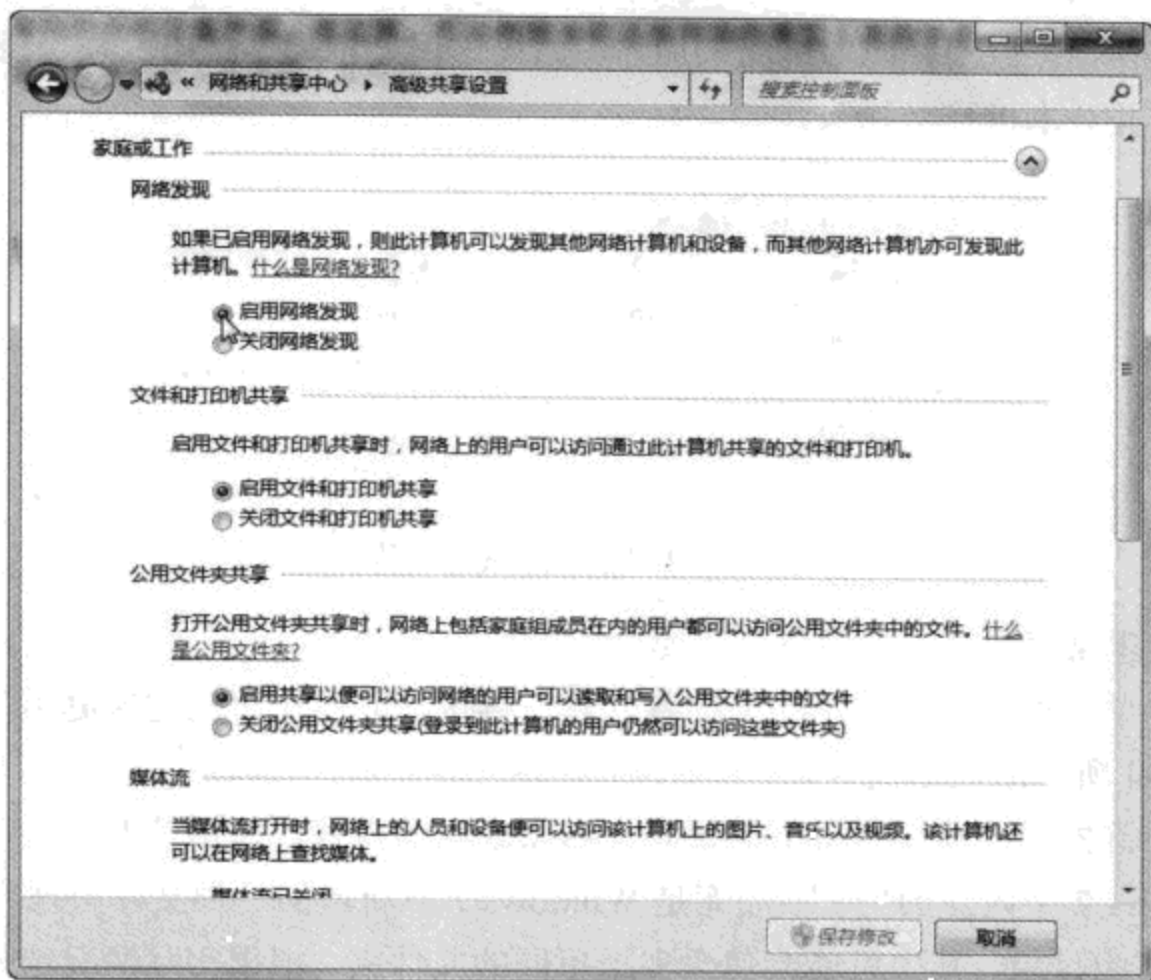 « 网络和共享中心 ▸ 高级共享设置
搜索控制面板
家庭或工作
网络发现
如果已启用网络发现，则此计算机可以发现其他网络计算机和设备，而其他网络计算机亦可发现此
计算机。什么是网络发现?
启用网络发现
关闭网络发现
文件和打印机共享
启用文件和打印机共享时，网络上的用户可以访问通过此计算机共享的文件和打印机。
启用文件和打印机共享
关闭文件和打印机共享
公用文件夹共享
打开公用文件夹共享时，网络上包括家庭组成员在内的用户都可以访问公用文件夹中的文件。什么
是公用文件夹?
启用共享以便可以访问网络的用户可以读取和写入公用文件夹中的文件
关闭公用文件夹共享(登录到此计算机的用户仍然可以访问这些文件夹)
媒体流
当媒体流打开时，网络上的人员和设备便可以访问该计算机上的图片、音乐以及视频。该计算机还
可以在网络上查找媒体。
媒体流已关闭
保存修改
取消